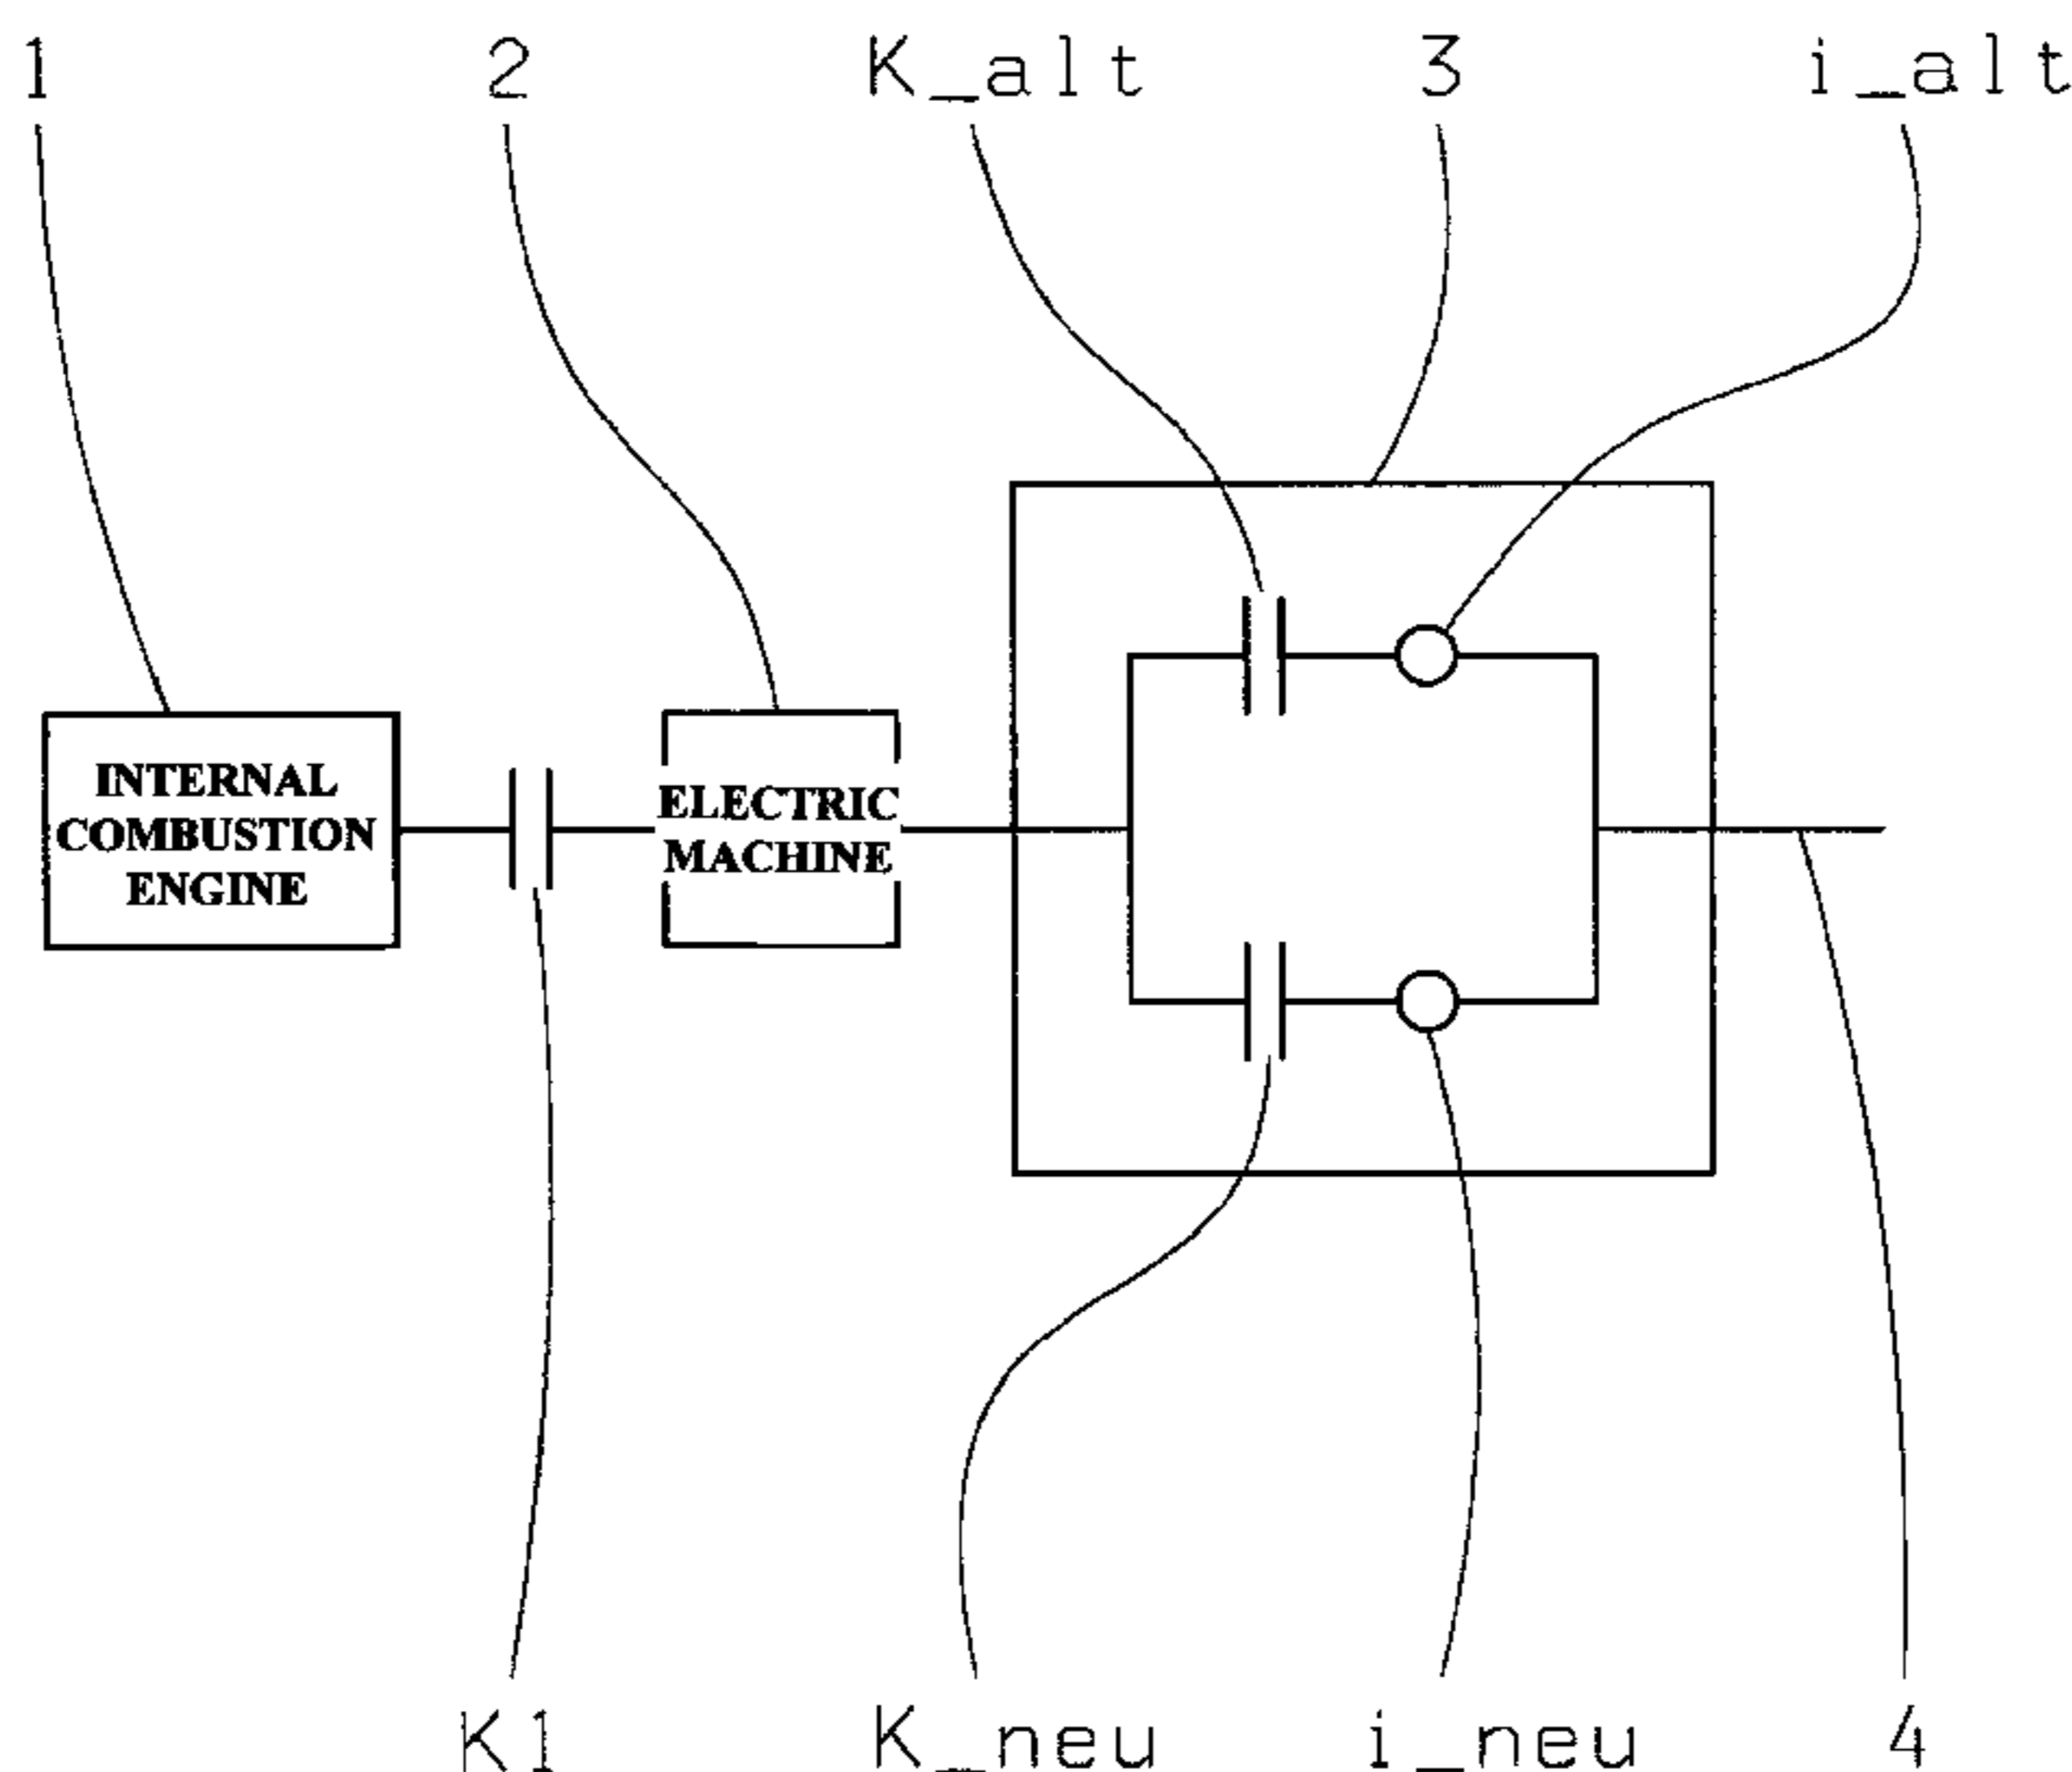 1 2 K_alt 3 i_alt
INTERNAL
COMBUSTION
ENGINE
ELECTRIC
MACHINE
K1 K_neu i_neu 4